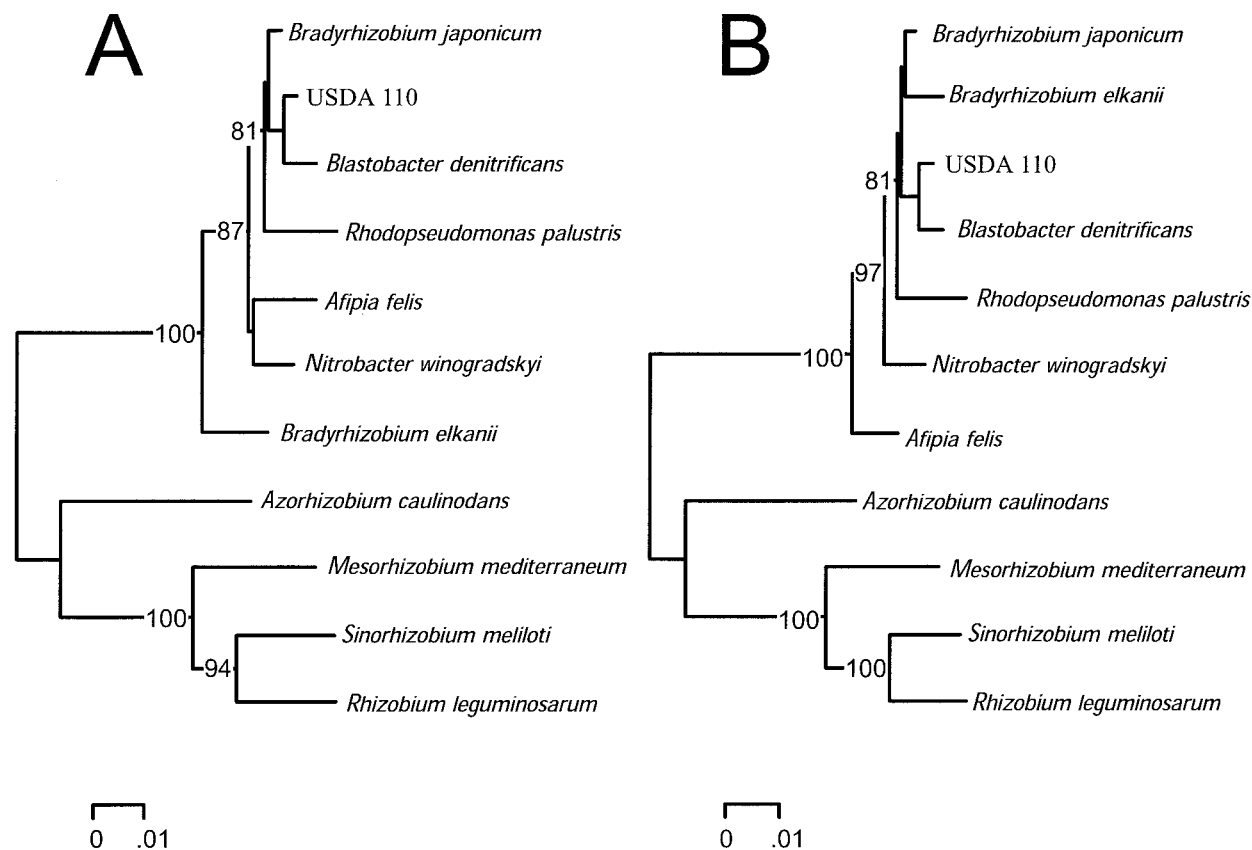 A
Bradyrhizobium japonicum
USDA 110
81
Blastobacter denitrificans
87
Rhodopseudomonas palustris
Afipia felis
100
Nitrobacter winogradskyi
Bradyrhizobium elkanii
Azorhizobium caulinodans
Mesorhizobium mediterraneum
100
Sinorhizobium meliloti
94
Rhizobium leguminosarum
0 .01
B
Bradyrhizobium japonicum
Bradyrhizobium elkanii
USDA 110
81
Blastobacter denitrificans
97
Rhodopseudomonas palustris
100
Nitrobacter winogradskyi
Afipia felis
Azorhizobium caulinodans
Mesorhizobium mediterraneum
100
Sinorhizobium meliloti
100
Rhizobium leguminosarum
0 .01